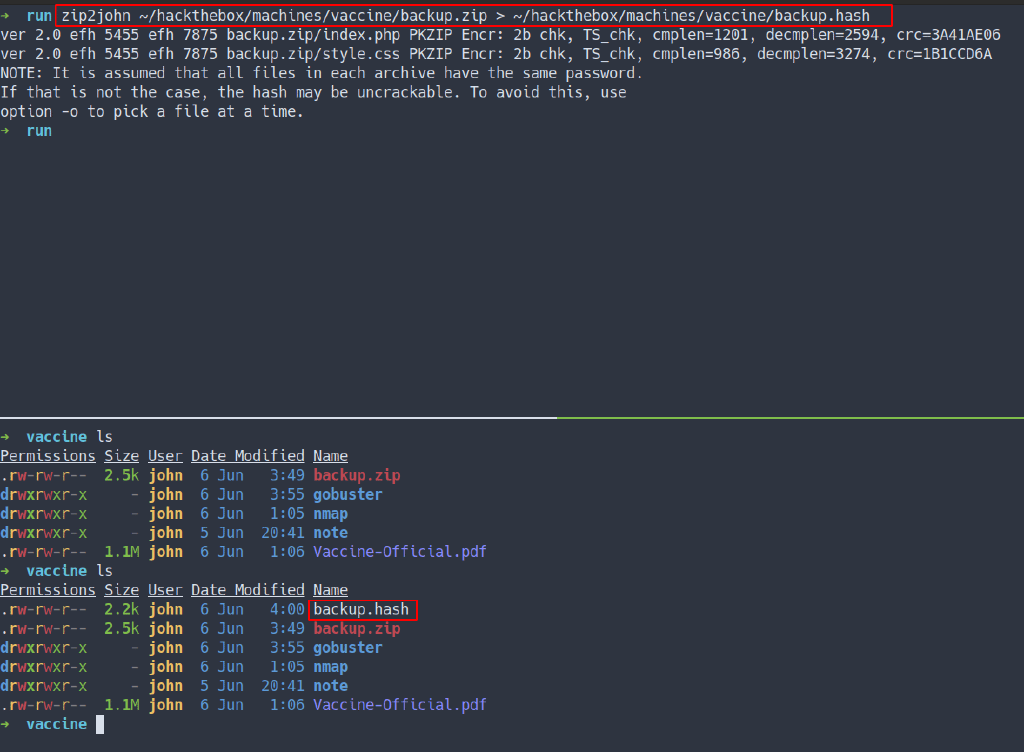 ➜ run zip2john ~/hackthebox/machines/vaccine/backup.zip > ~/hackthebox/machines/vaccine/backup.hash
ver 2.0 efh 5455 efh 7875 backup.zip/index.php PKZIP Encr: 2b chk, TS_chk, cmplen=1201, decmplen=2594, crc=3A41AE06
ver 2.0 efh 5455 efh 7875 backup.zip/style.css PKZIP Encr: 2b chk, TS_chk, cmplen=986, decmplen=3274, crc=1B1CCD6A
NOTE: It is assumed that all files in each archive have the same password.
If that is not the case, the hash may be uncrackable. To avoid this, use
option -o to pick a file at a time.
➜ run
➜ vaccine ls
Permissions Size User Date Modified Name
.rw-rw-r-- 2.5k john 6 Jun 3:49 backup.zip
drwxrwxr-x - john 6 Jun 3:55 gobuster
drwxrwxr-x - john 6 Jun 1:05 nmap
drwxrwxr-x - john 5 Jun 20:41 note
.rw-rw-r-- 1.1M john 6 Jun 1:06 Vaccine-Official.pdf
➜ vaccine ls
Permissions Size User Date Modified Name
.rw-rw-r-- 2.2k john 6 Jun 4:00 backup.hash
.rw-rw-r-- 2.5k john 6 Jun 3:49 backup.zip
drwxrwxr-x - john 6 Jun 3:55 gobuster
drwxrwxr-x - john 6 Jun 1:05 nmap
drwxrwxr-x - john 5 Jun 20:41 note
.rw-rw-r-- 1.1M john 6 Jun 1:06 Vaccine-Official.pdf
➜ vaccine